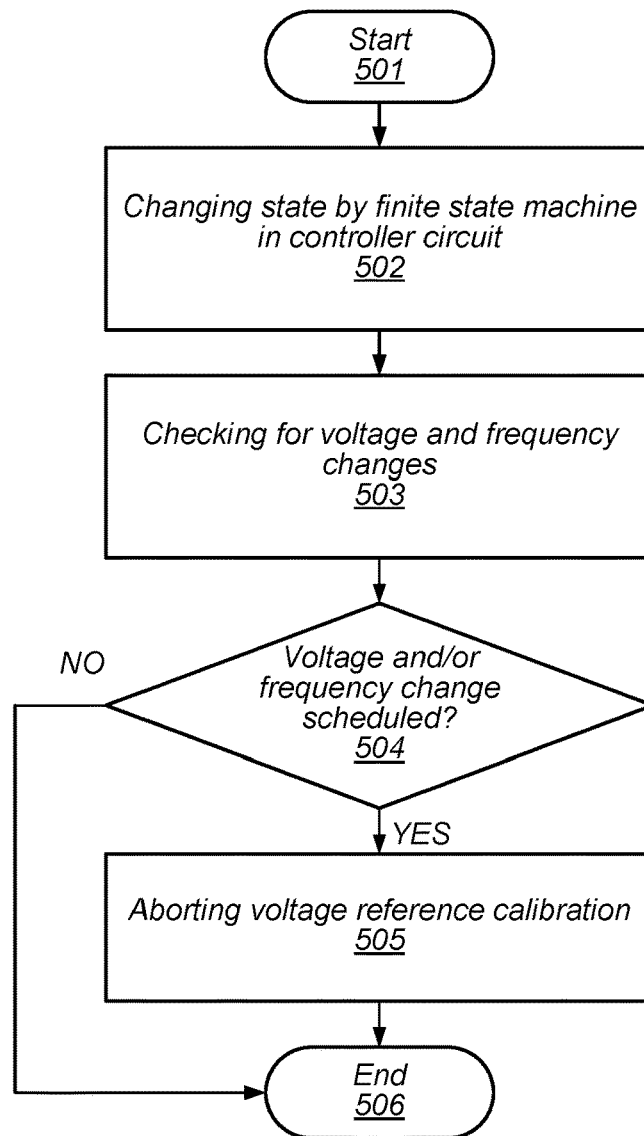 Start
501
Changing state by finite state machine
in controller circuit
502
Checking for voltage and frequency
changes
503
NO
Voltage and/or
frequency change
scheduled?
504
YES
Aborting voltage reference calibration
505
End
506